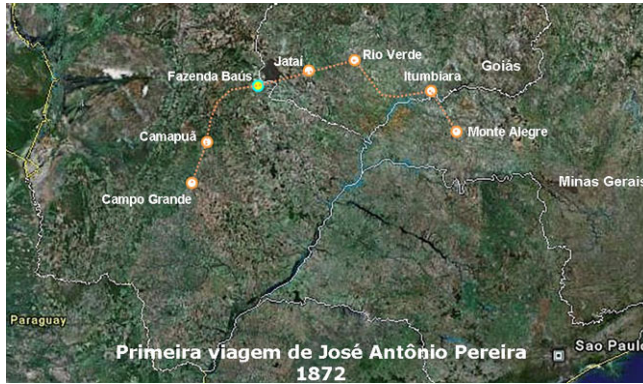 Rio Verde
Jataí
Goiás
Fazenda Baús
Itumbiara
Monte Alegre
Camapuã
Minas Gerais
Campo Grande
Paraguay
Sao Paulo
Primeira viagem de José Antônio Pereira
1872